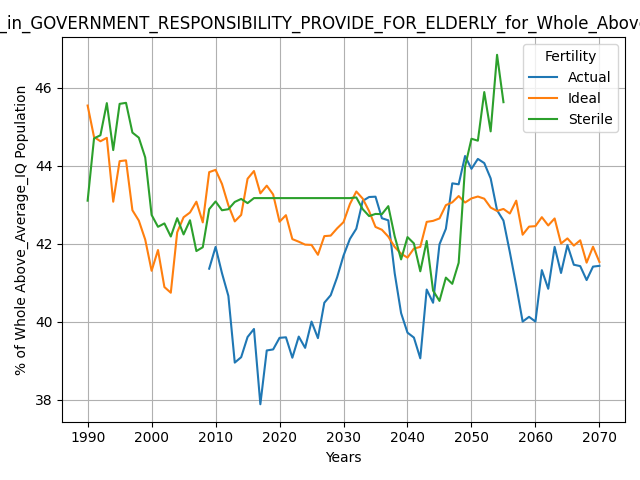 _in_GOVERNMENT_RESPONSIBILITY_PROVIDE_FOR_ELDERLY_for_Whole_Above
Fertility
Actual
Ideal
Sterile
% of Whole Above_Average_IQ Population
46
44
42
40
38
1990 2000 2010 2020 2030 2040 2050 2060 2070
Years